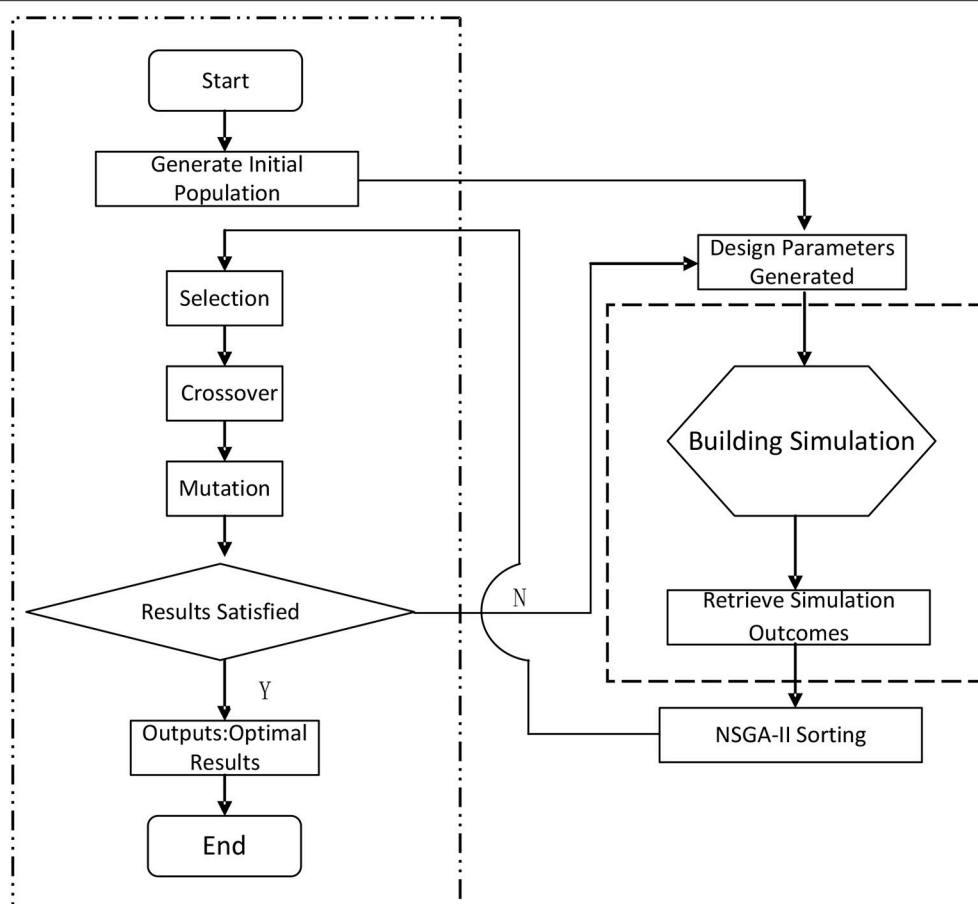 Start
Generate Initial
Population
Design Parameters
Generated
Selection
Crossover
Building Simulation
Mutation
Results Satisfied
N
Retrieve Simulation
Outcomes
Y
Outputs:Optimal
Results
NSGA-II Sorting
End